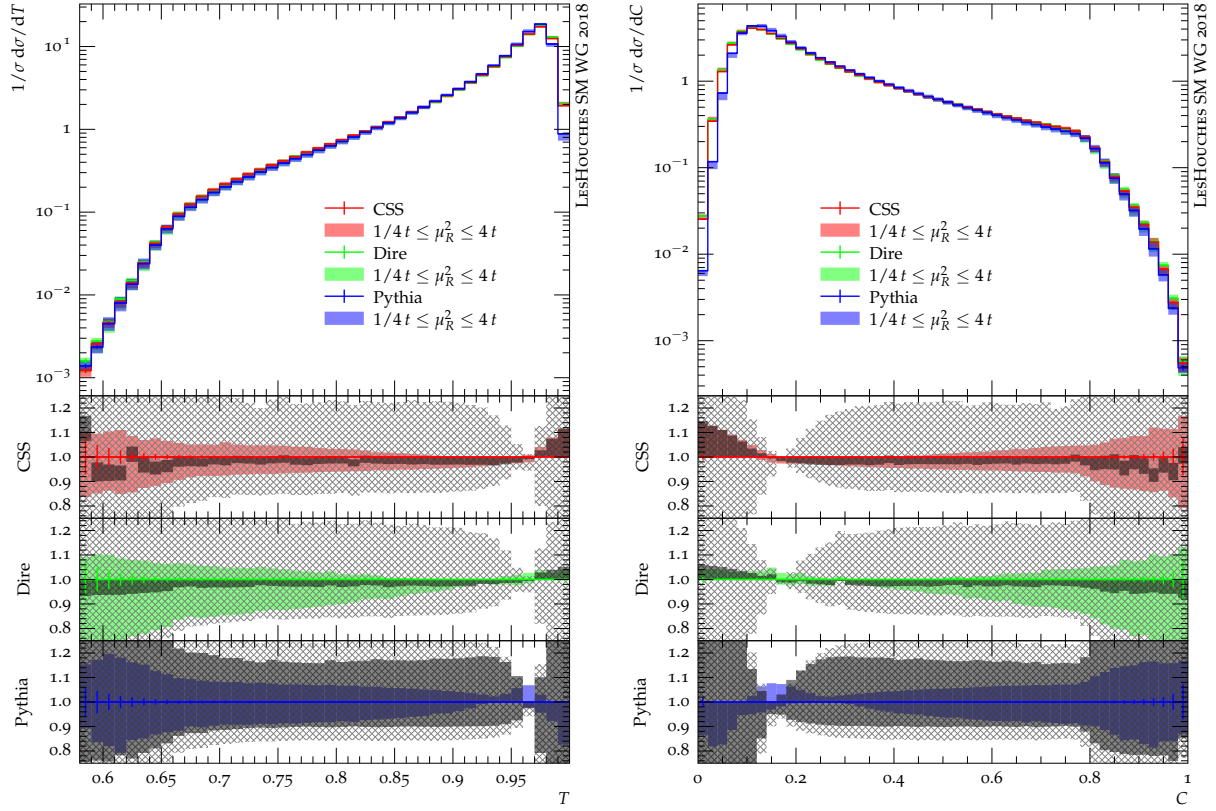 1/σ dσ/dT
10^1
1
10^−1
10^−2
10^−3
LesHouches SM WG 2018
CSS
1/4 t ≤ μ_R^2 ≤ 4 t
Dire
1/4 t ≤ μ_R^2 ≤ 4 t
Pythia
1/4 t ≤ μ_R^2 ≤ 4 t
CSS
1.2
1.1
1.0
0.9
0.8
Dire
1.2
1.1
1.0
0.9
0.8
Pythia
1.2
1.1
1.0
0.9
0.8
0.6 0.65 0.7 0.75 0.8 0.85 0.9 0.95
T
1/σ dσ/dC
1
10^−1
10^−2
10^−3
LesHouches SM WG 2018
CSS
1/4 t ≤ μ_R^2 ≤ 4 t
Dire
1/4 t ≤ μ_R^2 ≤ 4 t
Pythia
1/4 t ≤ μ_R^2 ≤ 4 t
CSS
1.2
1.1
1.0
0.9
0.8
Dire
1.2
1.1
1.0
0.9
0.8
Pythia
1.2
1.1
1.0
0.9
0.8
0 0.2 0.4 0.6 0.8 1
C